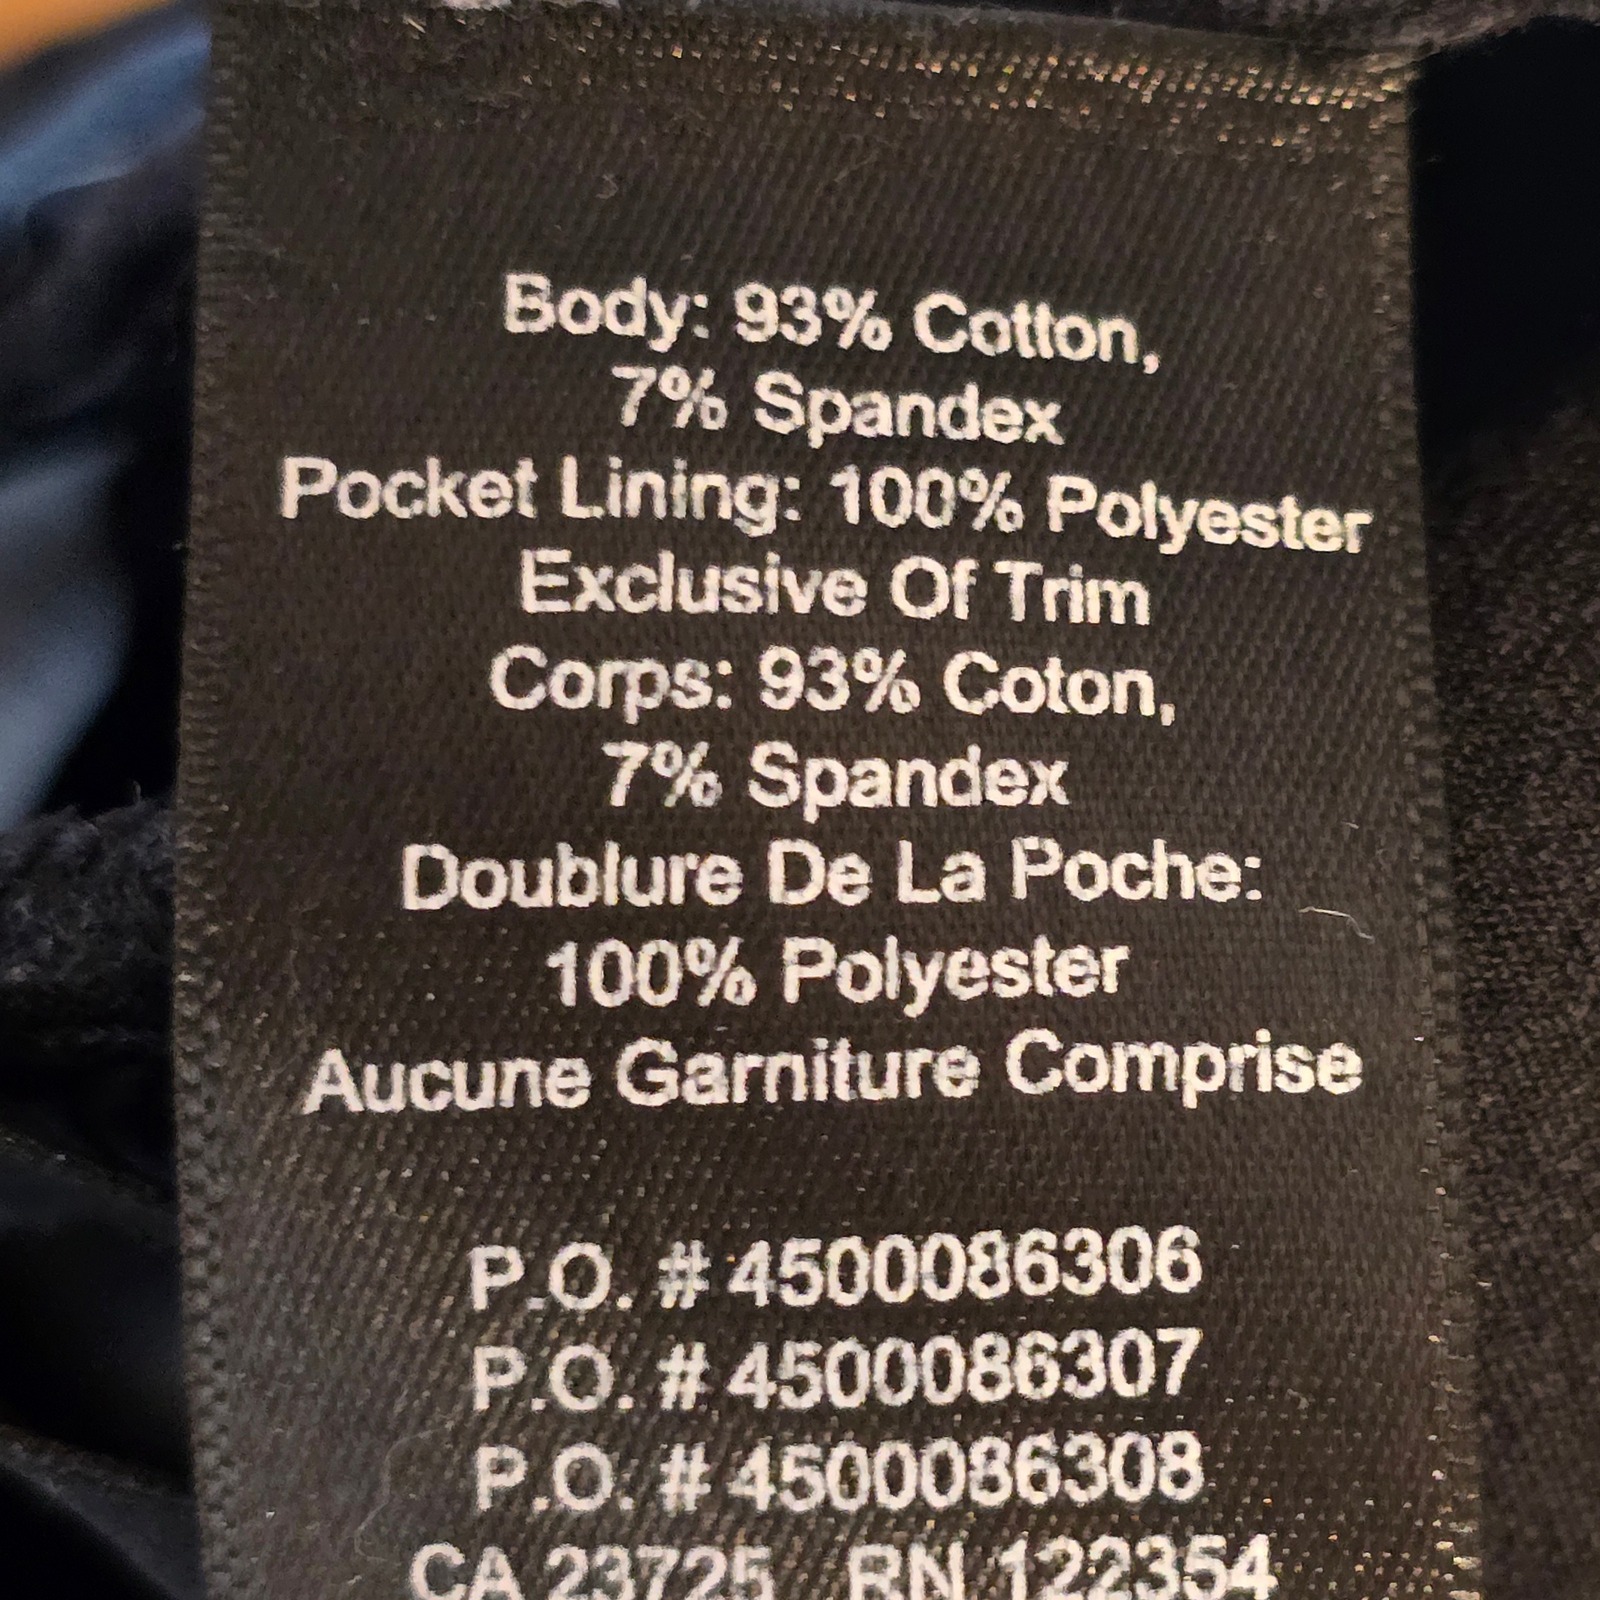 Body: 93% Cotton,
7% Spandex
Pocket Lining: 100% Polyester
Exclusive Of Trim
Corps: 93% Coton,
7% Spandex
Doublure De La Poche:
100% Polyester
Aucune Garniture Comprise
P.O. # 4500086306
P.O. # 4500086307
P.O. # 4500086308
CA 23725 RN 122354